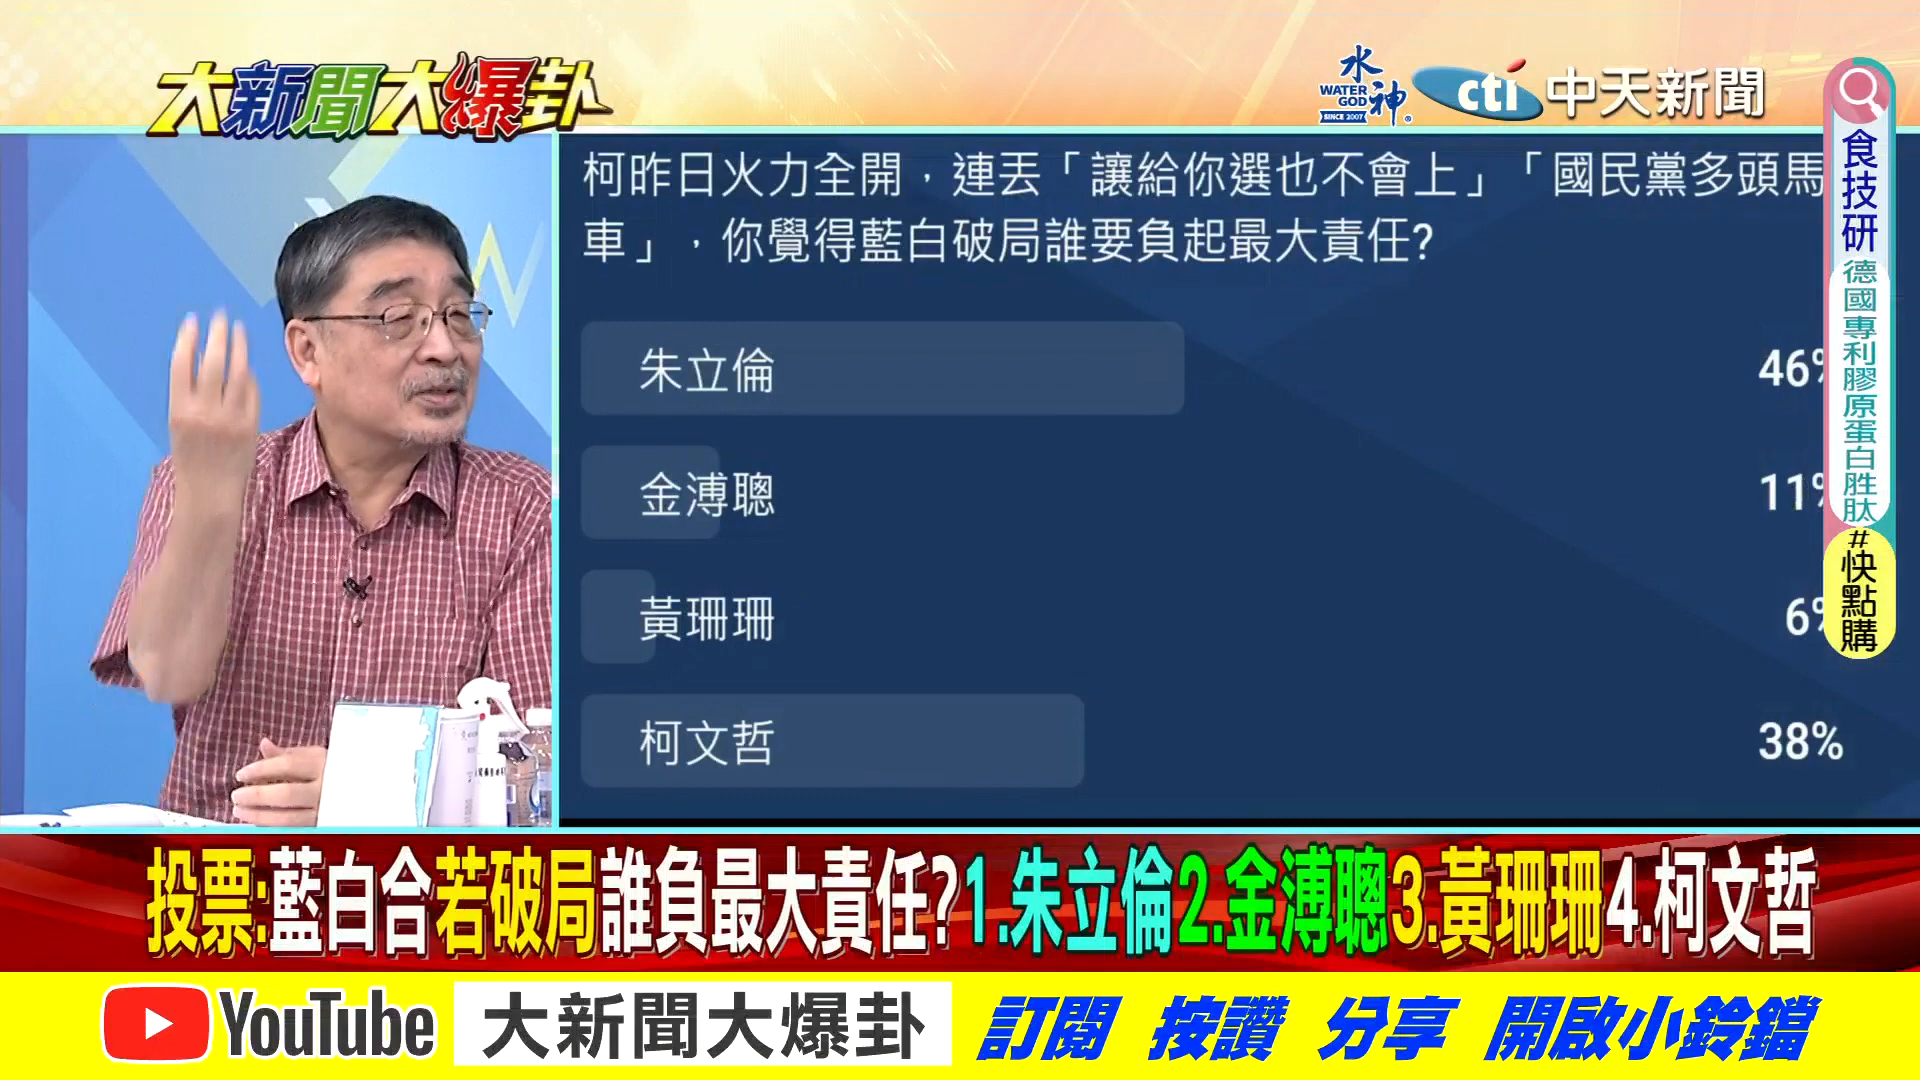 大新聞大爆卦
水神
WATER GOD
SINCE 2007
cti 中天新聞
食技研
德國專利膠原蛋白胜肽
#快點購
柯昨日火力全開，連丟「讓給你選也不會上」「國民黨多頭馬
車」，你覺得藍白破局誰要負起最大責任?
朱立倫 46%
金溥聰 11%
黃珊珊 6%
柯文哲 38%
投票:藍白合若破局誰負最大責任?1.朱立倫2.金溥聰3.黃珊珊4.柯文哲
YouTube 大新聞大爆卦 訂閱 按讚 分享 開啟小鈴鐺